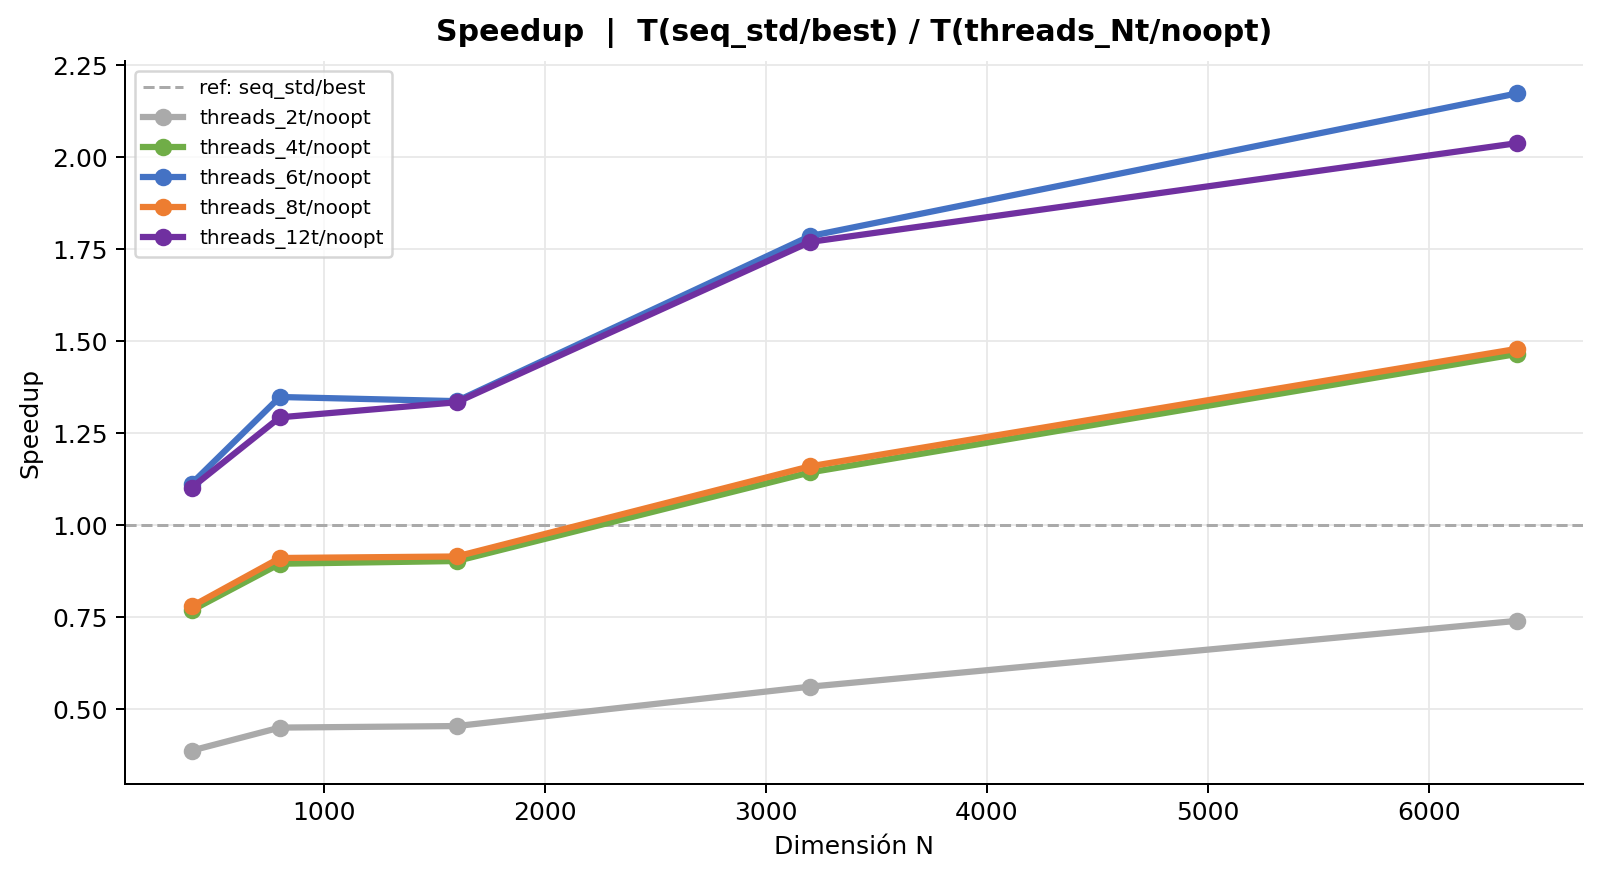 Speedup | T(seq_std/best) / T(threads_Nt/noopt)
2.25
2.00
1.75
1.50
1.25
1.00
0.75
0.50
Speedup
ref: seq_std/best
threads_2t/noopt
threads_4t/noopt
threads_6t/noopt
threads_8t/noopt
threads_12t/noopt
1000 2000 3000 4000 5000 6000
Dimensión N